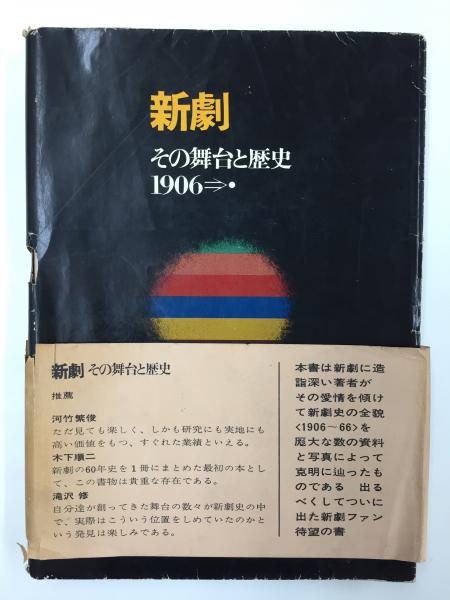 新劇
その舞台と歴史
1906⇒・
新劇 その舞台と歴史
推薦
河竹繁俊
ただ見ても楽しく、しかも研究にも実地にも
高い価値をもつ、すぐれた業績といえる。
木下順二
新劇の60年史を1冊にまとめた最初の本とし
て、この書物は貴重な存在である。
滝沢 修
自分達が創ってきた舞台の数々が新劇史の中
で、実際はこういう位置をしめていたのかと
いう発見は楽しみである。
本書は新劇に造
詣深い著者が
その愛情を傾け
て新劇史の全貌
<1906～66>を
厖大な数の資料
と写真によって
克明に辿ったも
のである 出る
べくしてついに
出た新劇ファン
待望の書